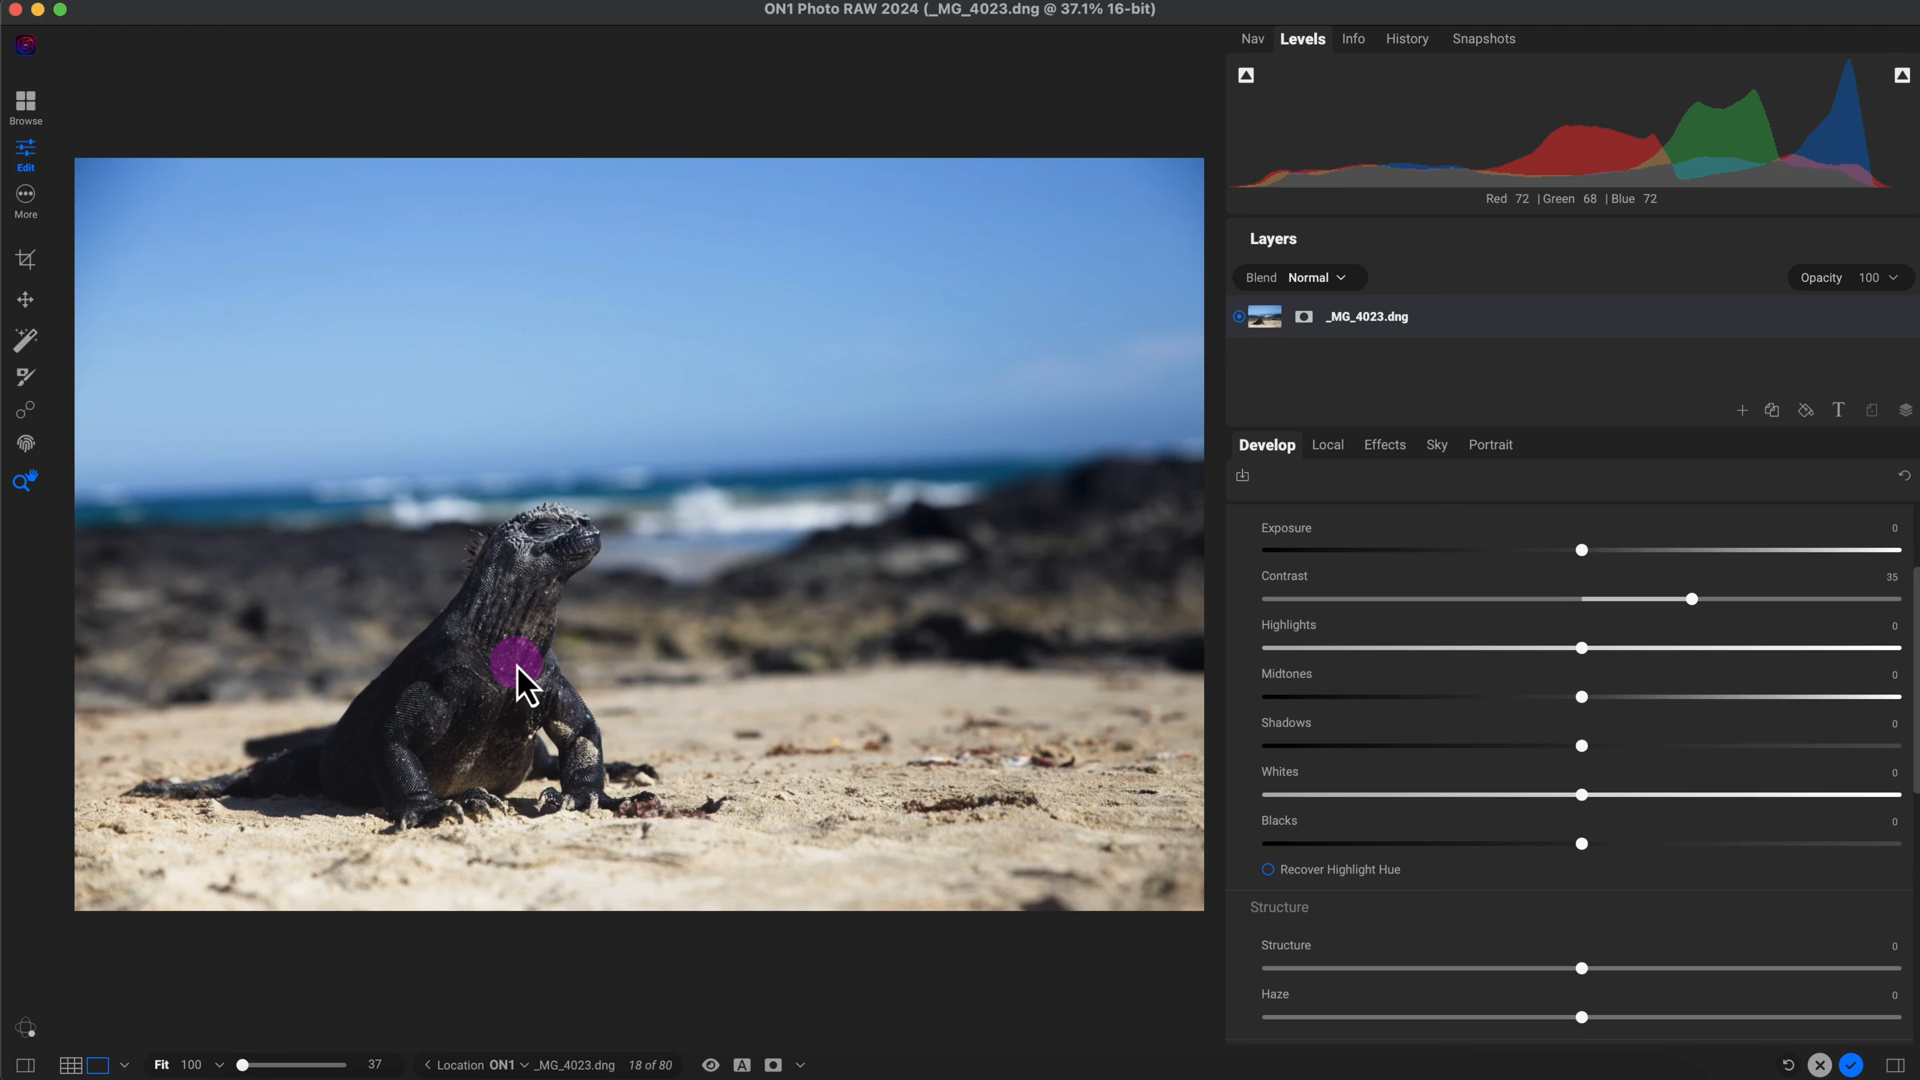 ON1 Photo RAW 2024 (_MG_4023.dng @ 37.1% 16-bit)
Nav Levels Info History Snapshots
Browse
Edit
More
Red 72 | Green 68 | Blue 72
Layers
Blend Normal Opacity 100
_MG_4023.dng
T
Develop Local Effects Sky Portrait
Exposure 0
Contrast 35
Highlights 0
Midtones 0
Shadows 0
Whites 0
Blacks 0
Recover Highlight Hue
Structure
Structure 0
Haze 0
Fit 100 37 Location ON1 _MG_4023.dng 18 of 80 A